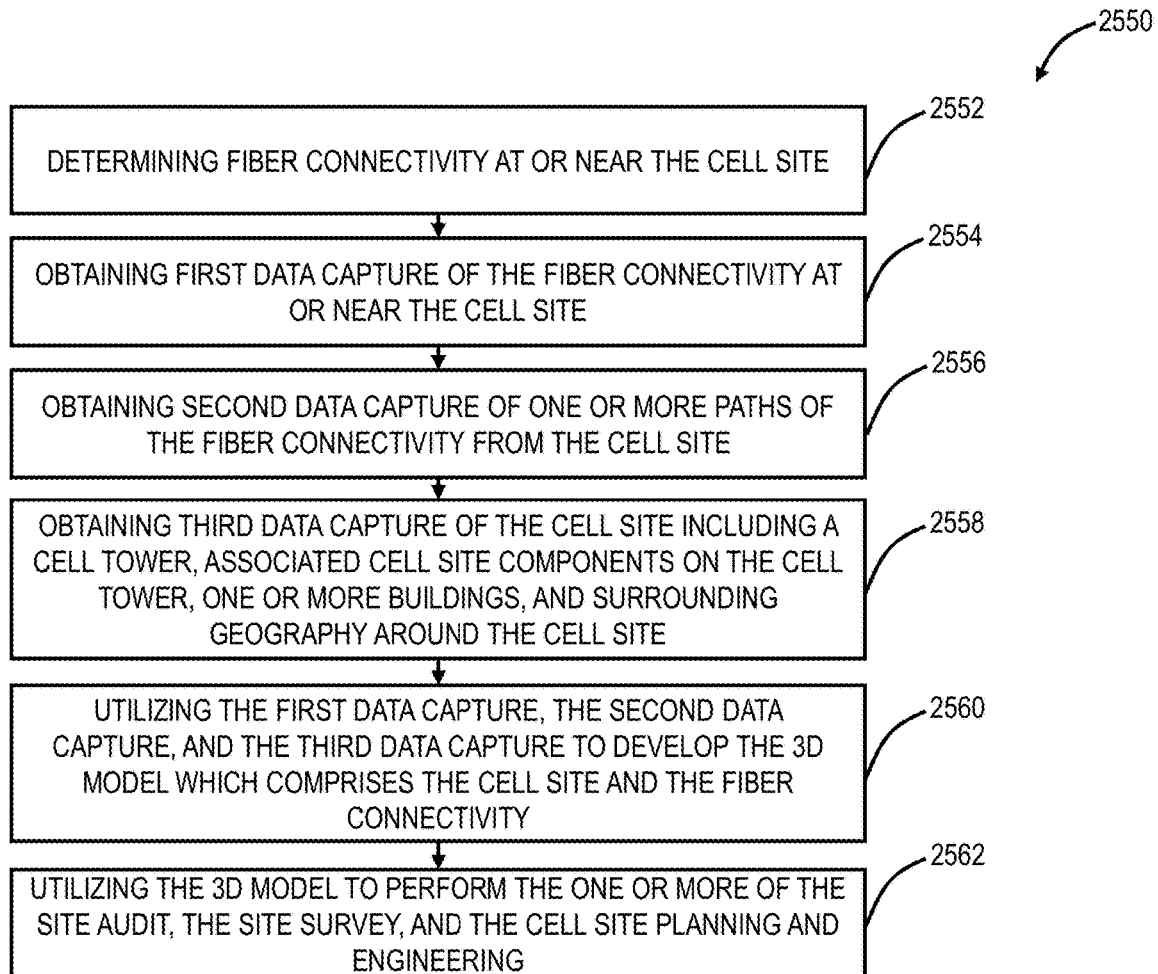 2550
2552
DETERMINING FIBER CONNECTIVITY AT OR NEAR THE CELL SITE
2554
OBTAINING FIRST DATA CAPTURE OF THE FIBER CONNECTIVITY AT
OR NEAR THE CELL SITE
2556
OBTAINING SECOND DATA CAPTURE OF ONE OR MORE PATHS OF
THE FIBER CONNECTIVITY FROM THE CELL SITE
2558
OBTAINING THIRD DATA CAPTURE OF THE CELL SITE INCLUDING A
CELL TOWER, ASSOCIATED CELL SITE COMPONENTS ON THE CELL
TOWER, ONE OR MORE BUILDINGS, AND SURROUNDING
GEOGRAPHY AROUND THE CELL SITE
2560
UTILIZING THE FIRST DATA CAPTURE, THE SECOND DATA
CAPTURE, AND THE THIRD DATA CAPTURE TO DEVELOP THE 3D
MODEL WHICH COMPRISES THE CELL SITE AND THE FIBER
CONNECTIVITY
2562
UTILIZING THE 3D MODEL TO PERFORM THE ONE OR MORE OF THE
SITE AUDIT, THE SITE SURVEY, AND THE CELL SITE PLANNING AND
ENGINEERING